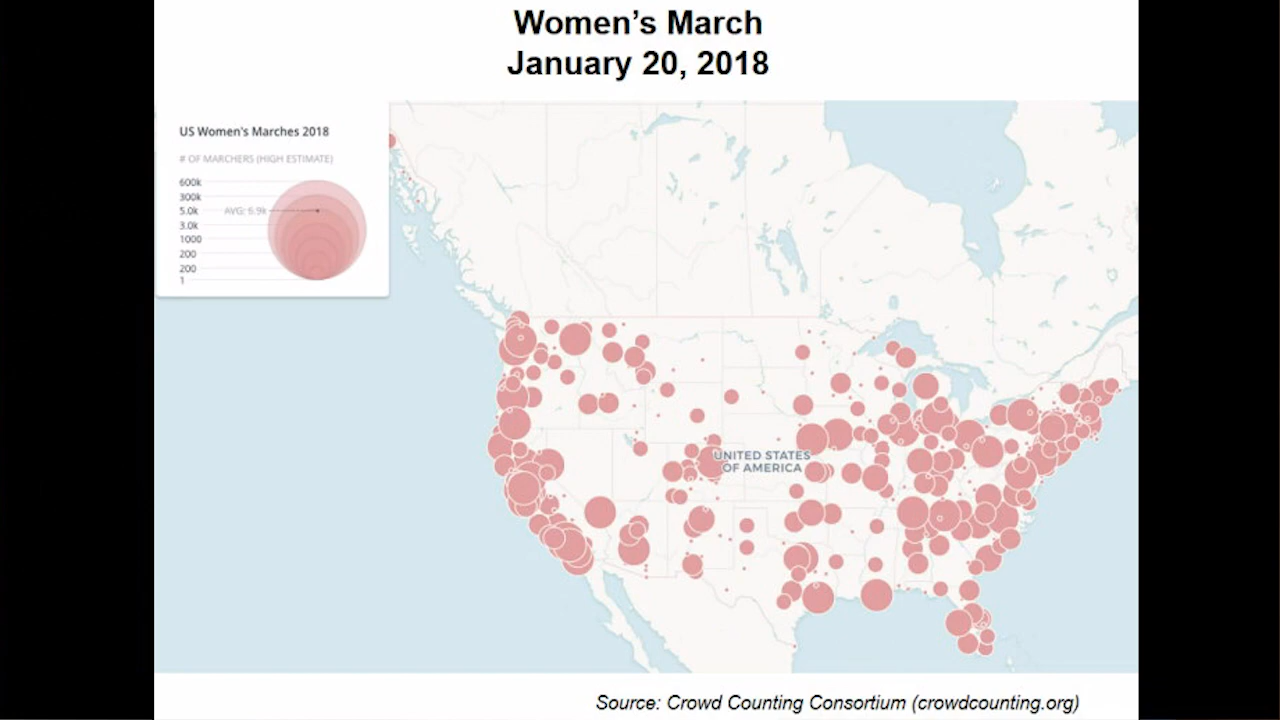 Women's March
January 20, 2018
US Women's Marches 2018
# OF MARCHERS (HIGH ESTIMATE)
600k
300k
5.0k
AVG: 6.9k
3.0k
1000
200
200
1
UNITED STATES
OF AMERICA
Source: Crowd Counting Consortium (crowdcounting.org)